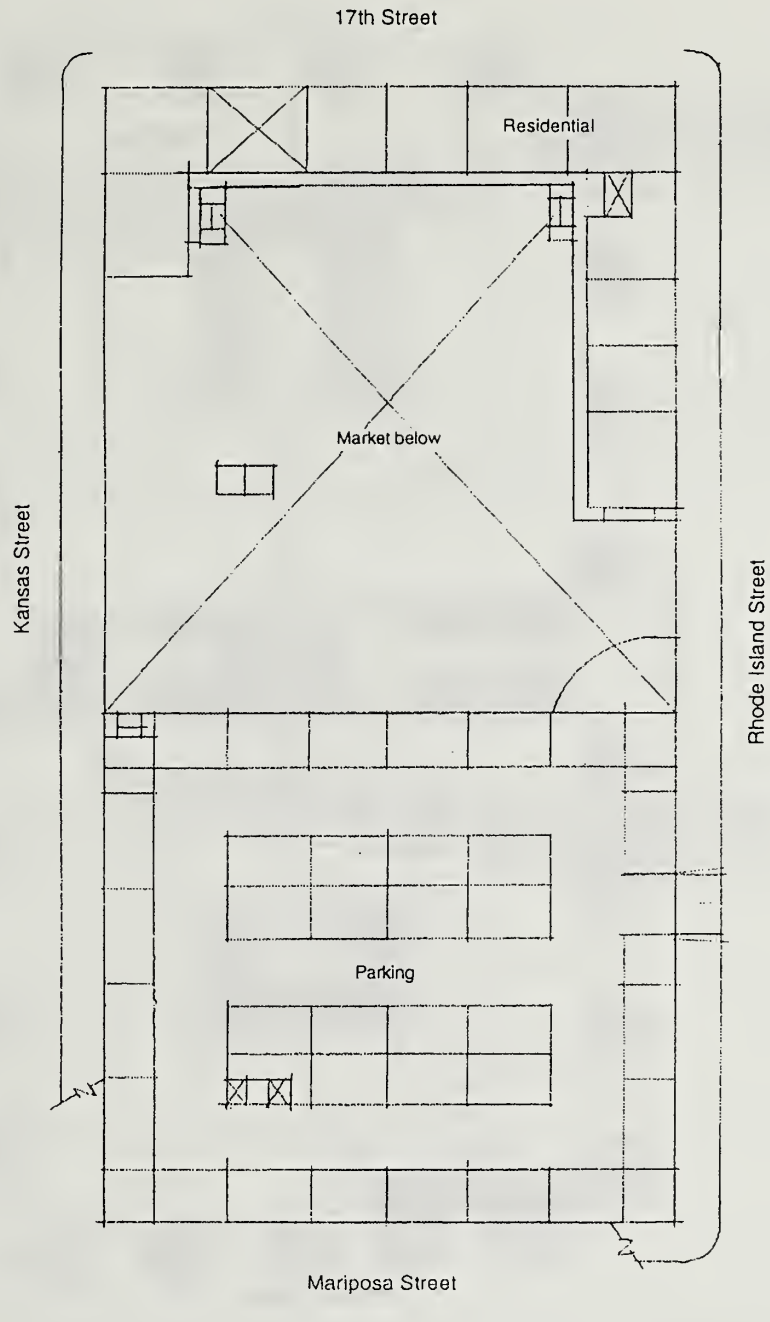 17th Street
Residential
Market below
Kansas Street
Rhode Island Street
Parking
Mariposa Street